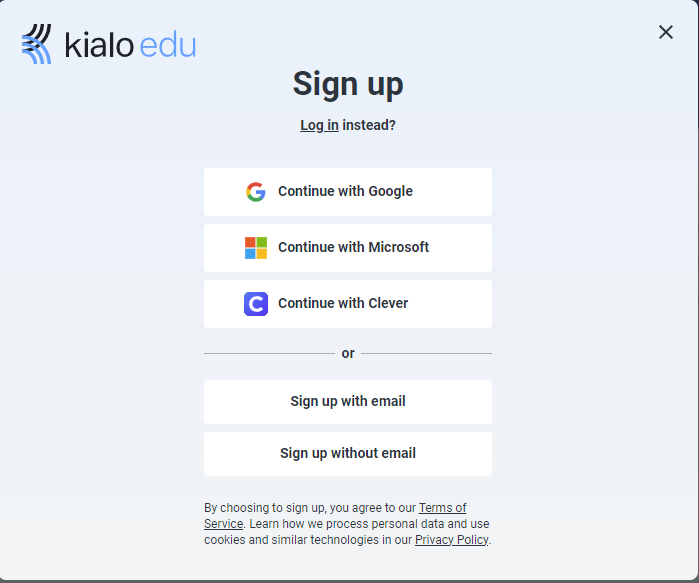 kialo edu
Sign up
Log in instead?
Continue with Google
Continue with Microsoft
Continue with Clever
or
Sign up with email
Sign up without email
By choosing to sign up, you agree to our Terms of
Service. Learn how we process personal data and use
cookies and similar technologies in our Privacy Policy.